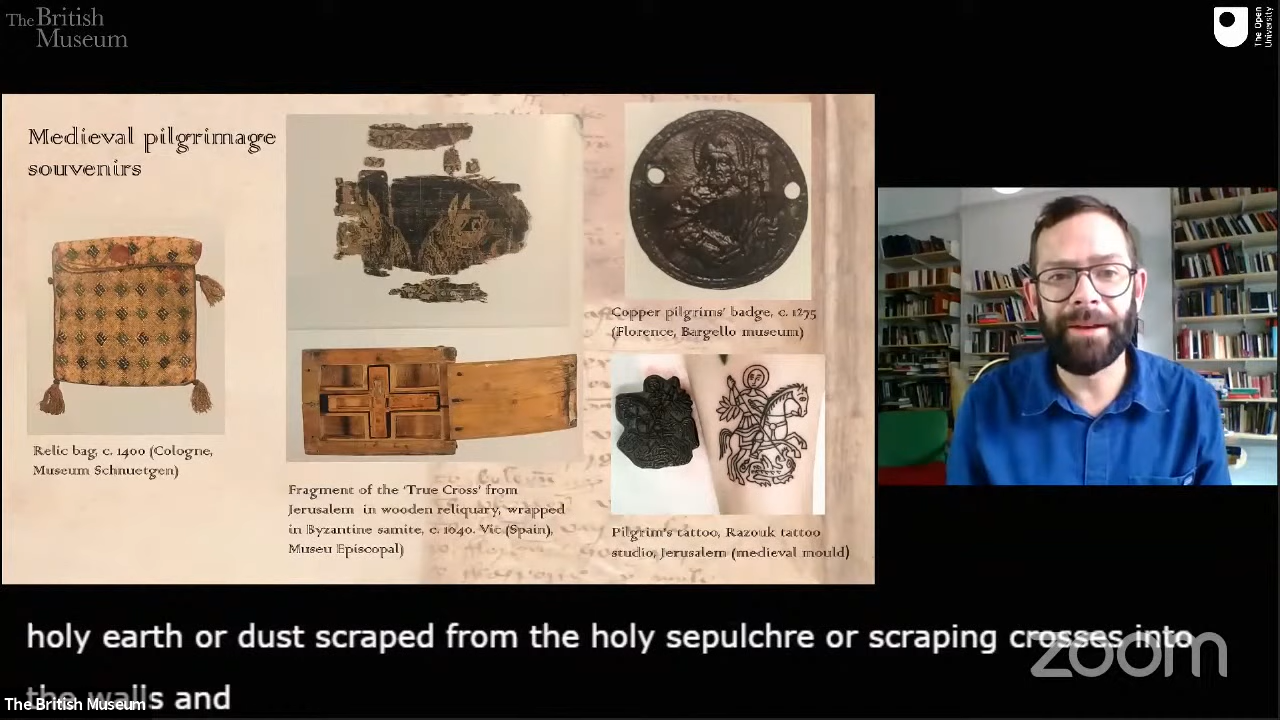 The British
Museum
The Open
University
Medieval pilgrimage
souvenirs
Relic bag, c. 1400 (Cologne,
Museum Schnuetgen)
Fragment of the 'True Cross' from
Jerusalem in wooden reliquary, wrapped
in Byzantine samite, c. 1040. Vic (Spain),
Museu Episcopal)
Copper pilgrims' badge, c. 1275
(Florence, Bargello museum)
Pilgrim's tattoo, Razouk tattoo
studio, Jerusalem (medieval mould)
holy earth or dust scraped from the holy sepulchre or scraping crosses into
the walls and
zoom
The British Museum